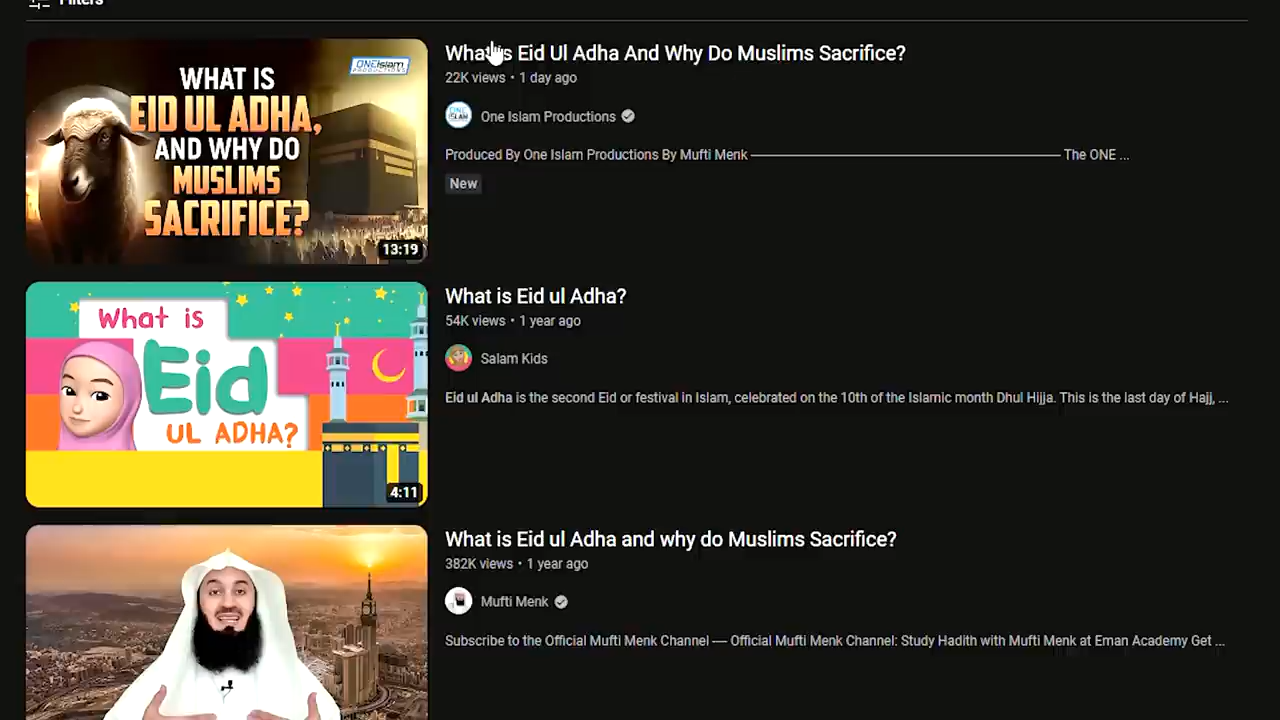 Filters
WHAT IS
EID UL ADHA,
AND WHY DO
MUSLIMS
SACRIFICE?
ONE islam
PRODUCTIONS
13:19
What is Eid Ul Adha And Why Do Muslims Sacrifice?
22K views • 1 day ago
ONE
ISLAM
One Islam Productions
Produced By One Islam Productions By Mufti Menk —————————————————— The ONE ...
New
What is
Eid
UL ADHA?
4:11
What is Eid ul Adha?
54K views • 1 year ago
Salam Kids
Eid ul Adha is the second Eid or festival in Islam, celebrated on the 10th of the Islamic month Dhul Hijja. This is the last day of Hajj, ...
What is Eid ul Adha and why do Muslims Sacrifice?
382K views • 1 year ago
Mufti Menk
Subscribe to the Official Mufti Menk Channel –– Official Mufti Menk Channel: Study Hadith with Mufti Menk at Eman Academy Get ...